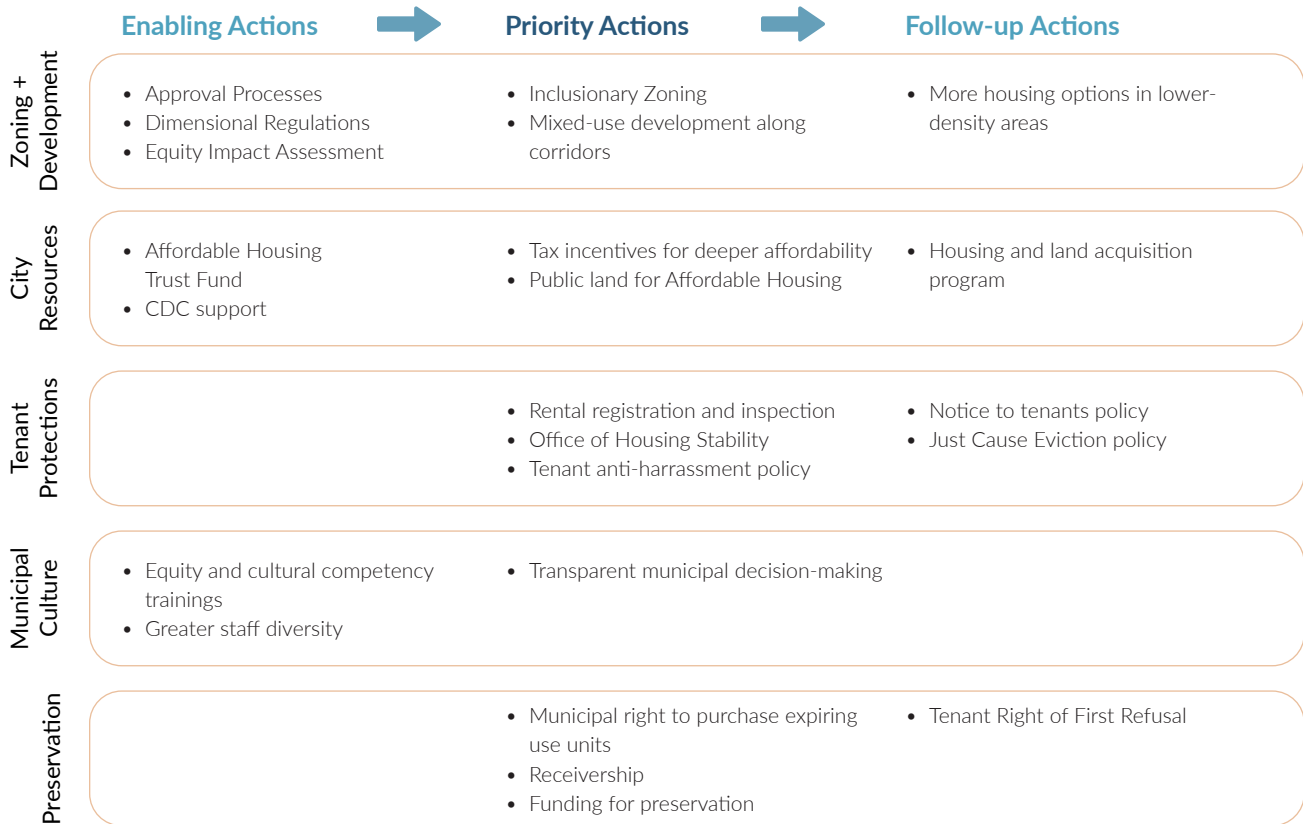 Enabling Actions
Priority Actions
Follow-up Actions
Zoning +
Development
• Approval Processes
• Dimensional Regulations
• Equity Impact Assessment
• Inclusionary Zoning
• Mixed-use development along
corridors
• More housing options in lower-
density areas
City
Resources
• Affordable Housing
Trust Fund
• CDC support
• Tax incentives for deeper affordability
• Public land for Affordable Housing
• Housing and land acquisition
program
Tenant
Protections
• Rental registration and inspection
• Office of Housing Stability
• Tenant anti-harrassment policy
• Notice to tenants policy
• Just Cause Eviction policy
Municipal
Culture
• Equity and cultural competency
trainings
• Greater staff diversity
• Transparent municipal decision-making
Preservation
• Municipal right to purchase expiring
use units
• Receivership
• Funding for preservation
• Tenant Right of First Refusal